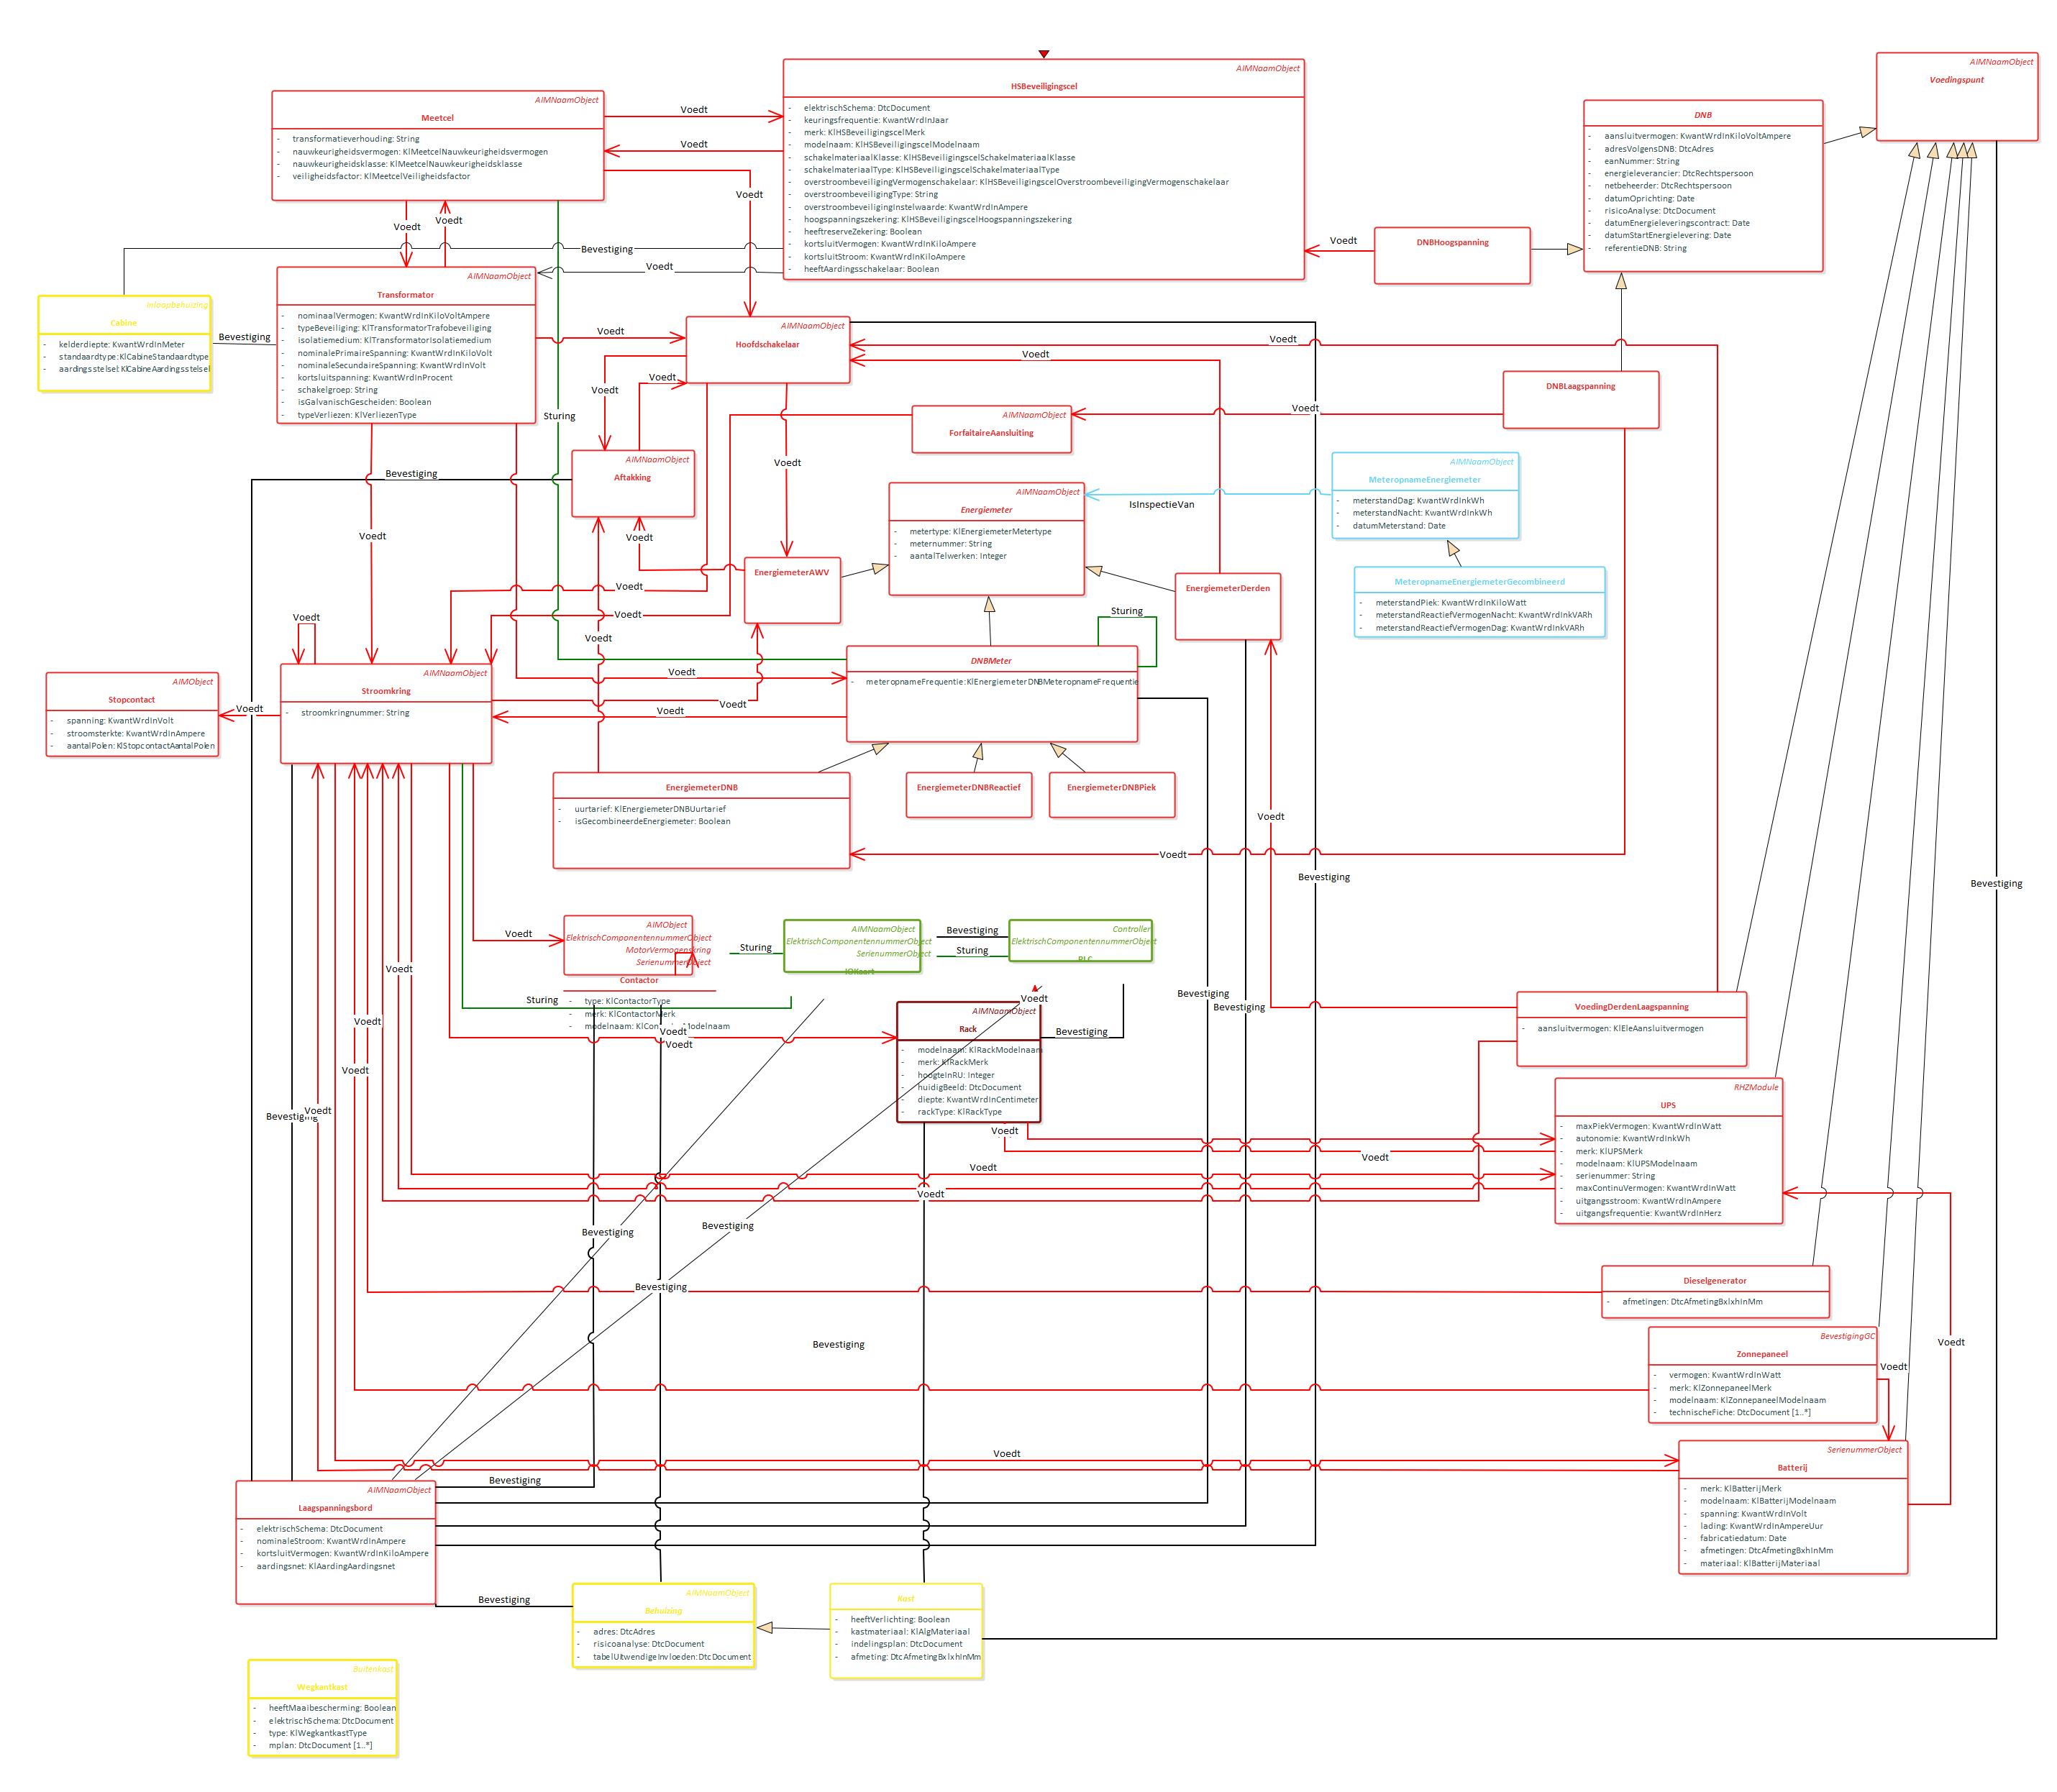 AIMNaamObject
Meetcel
- transformatieverhouding: String
- nauwkeurigheidsvermogen: KlMeetcelNauwkeurigheidsvermogen
- nauwkeurigheidsklasse: KlMeetcelNauwkeurigheidsklasse
- veiligheidsfactor: KlMeetcelVeiligheidsfactor
AIMNaamObject
HSBeveiligingscel
- elektrischSchema: DtcDocument
- keuringsfrequentie: KwantWrdInJaar
- merk: KlHSBeveiligingscelMerk
- modelnaam: KlHSBeveiligingscelModelnaam
- schakelmateriaalKlasse: KlHSBeveiligingscelSchakelmateriaalKlasse
- schakelmateriaalType: KlHSBeveiligingscelSchakelmateriaalType
- overstroombeveiligingVermogenschakelaar: KlHSBeveiligingscelOverstroombeveiligingVermogenschakelaar
- overstroombeveiligingType: String
- overstroombeveiligingInstelwaarde: KwantWrdInAmpere
- hoogspanningszekering: KlHSBeveiligingscelHoogspanningszekering
- heeftreserveZekering: Boolean
- kortsluitVermogen: KwantWrdInKiloAmpere
- kortsluitStroom: KwantWrdInKiloAmpere
- heeftAardingsschakelaar: Boolean
AIMNaamObject
Voedingspunt
DNB
- aansluitvermogen: KwantWrdInKiloVoltAmpere
- adresVolgensDNB: DtcAdres
- eanNummer: String
- energieleverancier: DtcRechtspersoon
- netbeheerder: DtcRechtspersoon
- datumOprichting: Date
- risicoAnalyse: DtcDocument
- datumEnergieleveringscontract: Date
- datumStartEnergielevering: Date
- referentieDNB: String
Voedt
Voedt
Voedt
Voedt
Voedt
Bevestiging
Voedt
Voedt
DNBHoogspanning
Inloopbehuizing
Cabine
- kelderdiepte: KwantWrdInMeter
- standaardtype: KlCabineStandaardtype
- aardingsstelsel: KlCabineAardingsstelsel
Bevestiging
AIMNaamObject
Transformator
- nominaalVermogen: KwantWrdInKiloVoltAmpere
- typeBeveiliging: KlTransformatorTrafobeveiliging
- isolatiemedium: KlTransformatorIsolatiemedium
- nominalePrimaireSpanning: KwantWrdInKiloVolt
- nominaleSecundaireSpanning: KwantWrdInVolt
- kortsluitspanning: KwantWrdInProcent
- schakelgroep: String
- isGalvanischGescheiden: Boolean
- typeVerliezen: KlVerliezenType
Voedt
AIMNaamObject
Hoofdschakelaar
Voedt
Voedt
Voedt
Voedt
Sturing
DNBLaagspanning
Voedt
AIMNaamObject
ForfaitaireAansluiting
Voedt
Bevestiging
AIMNaamObject
Aftakking
AIMNaamObject
Energiemeter
- metertype: KlEnergiemeterMetertype
- meternummer: String
- aantalTelwerken: Integer
IsInspectieVan
AIMNaamObject
MeteropnameEnergiemeter
- meterstandDag: KwantWrdInkWh
- meterstandNacht: KwantWrdInkWh
- datumMeterstand: Date
MeteropnameEnergiemeterGecombineerd
- meterstandPiek: KwantWrdInKiloWatt
- meterstandReactiefVermogenNacht: KwantWrdInkVARh
- meterstandReactiefVermogenDag: KwantWrdInkVARh
Voedt
Voedt
EnergiemeterAWV
EnergiemeterDerden
Voedt
Voedt
Voedt
Voedt
Sturing
AIMObject
Stopcontact
- spanning: KwantWrdInVolt
- stroomsterkte: KwantWrdInAmpere
- aantalPolen: KlStopcontactAantalPolen
Voedt
AIMNaamObject
Stroomkring
- stroomkringnummer: String
Voedt
Voedt
Voedt
DNBMeter
- meteropnameFrequentie: KlEnergiemeterDNBMeteropnameFrequentie
EnergiemeterDNB
- uurtarief: KlEnergiemeterDNBUurtarief
- isGecombineerdeEnergiemeter: Boolean
EnergiemeterDNBReactief
EnergiemeterDNBPiek
Voedt
Voedt
Bevestiging
Bevestiging
Voedt
AIMObject
ElektrischComponentennummerObject
MotorVermogenskring
SerienummerObject
Contactor
- type: KlContactorType
- merk: KlContactorMerk
Sturing
Sturing
AIMNaamObject
ElektrischComponentennummerObject
SerienummerObject
Bevestiging
Sturing
Controller
ElektrischComponentennummerObject
Voedt
Voedt
Voedt
AIMNaamObject
Rack
- modelnaam: KlRackModelnaam
- merk: KlRackMerk
- hoogteInRU: Integer
- huidigBeeld: DtcDocument
- diepte: KwantWrdInCentimeter
- rackType: KlRackType
Bevestiging
Bevestiging
Bevestiging
VoedingDerdenLaagspanning
- aansluitvermogen: KlEleAansluitvermogen
Voedt
Voedt
Voedt
Voedt
Voedt
Voedt
Voedt
Voedt
RHZModule
UPS
- maxPiekVermogen: KwantWrdInWatt
- autonomie: KwantWrdInkWh
- merk: KlUPSMerk
- modelnaam: KlUPSModelnaam
- serienummer: String
- maxContinuVermogen: KwantWrdInWatt
- uitgangsstroom: KwantWrdInAmpere
- uitgangsfrequentie: KwantWrdInHerz
Bevestiging
Bevestiging
Bevestiging
Bevestiging
Dieselgenerator
- afmetingen: DtcAfmetingBxlxhInMm
BevestigingGC
Zonnepaneel
- vermogen: KwantWrdInWatt
- merk: KlZonnepaneelMerk
- modelnaam: KlZonnepaneelModelnaam
- technischeFiche: DtcDocument [1..*]
Voedt
Voedt
Voedt
SerienummerObject
Batterij
- merk: KlBatterijMerk
- modelnaam: KlBatterijModelnaam
- spanning: KwantWrdInVolt
- lading: KwantWrdInAmpereUur
- fabricatiedatum: Date
- afmetingen: DtcAfmetingBxhInMm
- materiaal: KlBatterijMateriaal
Bevestiging
AIMNaamObject
Laagspanningsbord
- elektrischSchema: DtcDocument
- nominaleStroom: KwantWrdInAmpere
- kortsluitVermogen: KwantWrdInKiloAmpere
- aardingsnet: KlAardingAardingsnet
Bevestiging
AIMNaamObject
Behuizing
- adres: DtcAdres
- risicoanalyse: DtcDocument
- tabelUitwendigeInvloeden: DtcDocument
Kast
- heeftVerlichting: Boolean
- kastmateriaal: KlAlgMateriaal
- indelingsplan: DtcDocument
- afmeting: DtcAfmetingBxlxhInMm
Buitenkast
Wegkantkast
- heeftMaaibescherming: Boolean
- elektrischSchema: DtcDocument
- type: KlWegkantkastType
- mplan: DtcDocument [1..*]